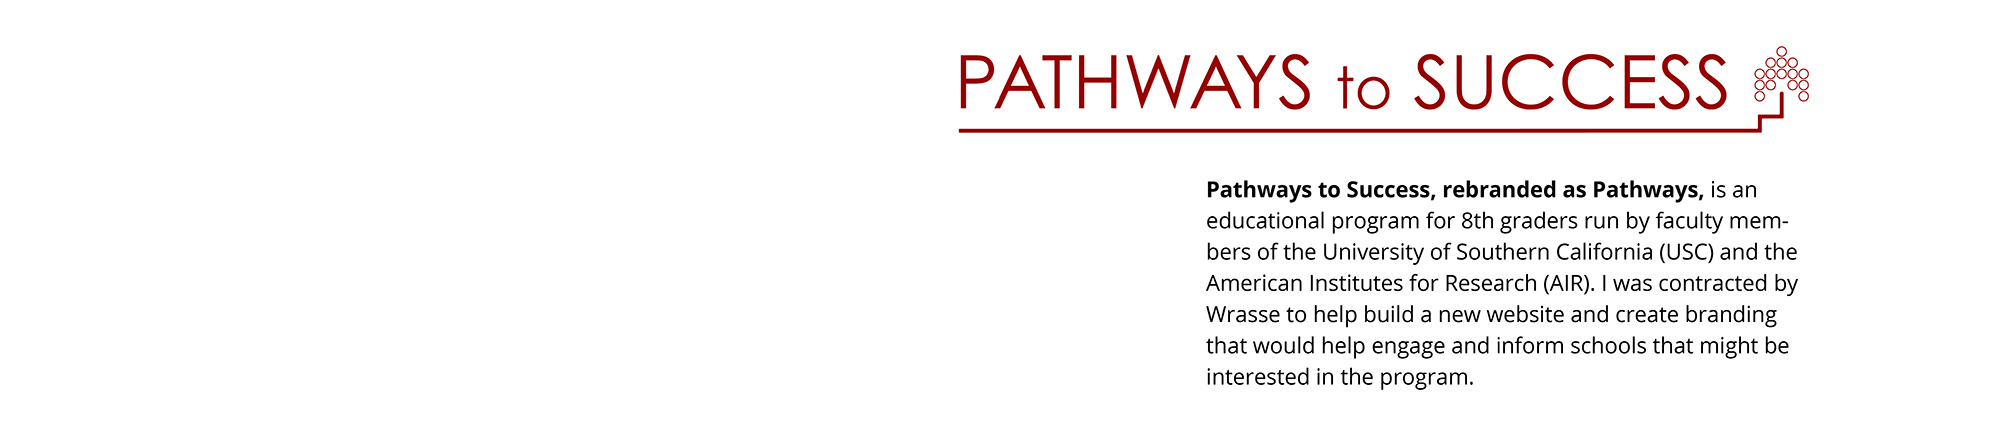 PATHWAYS to SUCCESS
Pathways to Success, rebranded as Pathways, is an
educational program for 8th graders run by faculty mem-
bers of the University of Southern California (USC) and the
American Institutes for Research (AIR). I was contracted by
Wrasse to help build a new website and create branding
that would help engage and inform schools that might be
interested in the program.